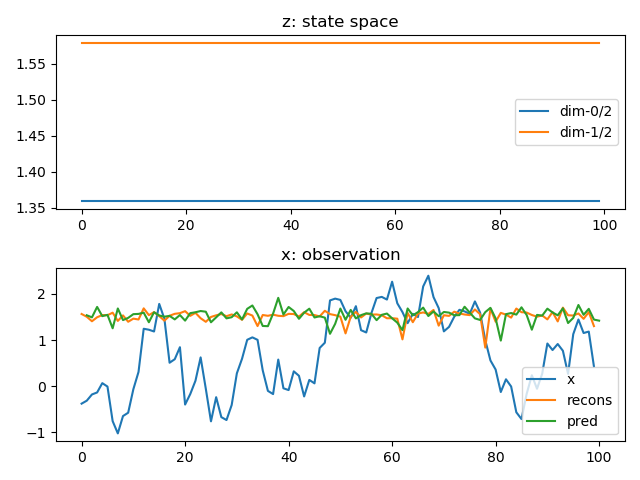 z: state space
1.55
1.50
1.45
1.40
1.35
dim-0/2
dim-1/2
0 20 40 60 80 100
x: observation
2
1
0
−1
x
recons
pred
0 20 40 60 80 100